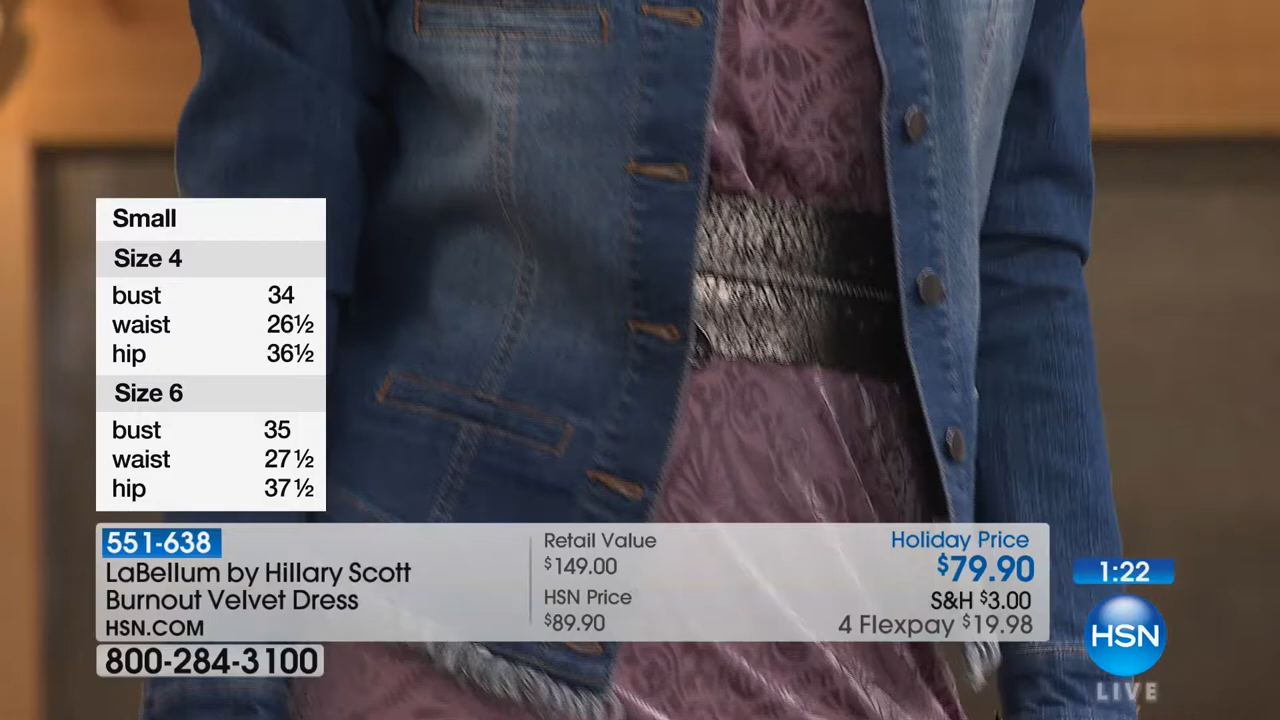 Small
Size 4
bust 34
waist 26½
hip 36½
Size 6
bust 35
waist 27½
hip 37½
551-638
LaBellum by Hillary Scott
Burnout Velvet Dress
HSN.COM
800-284-3100
Retail Value
$149.00
HSN Price
$89.90
Holiday Price
$79.90
S&H $3.00
4 Flexpay $19.98
1:22
HSN
LIVE